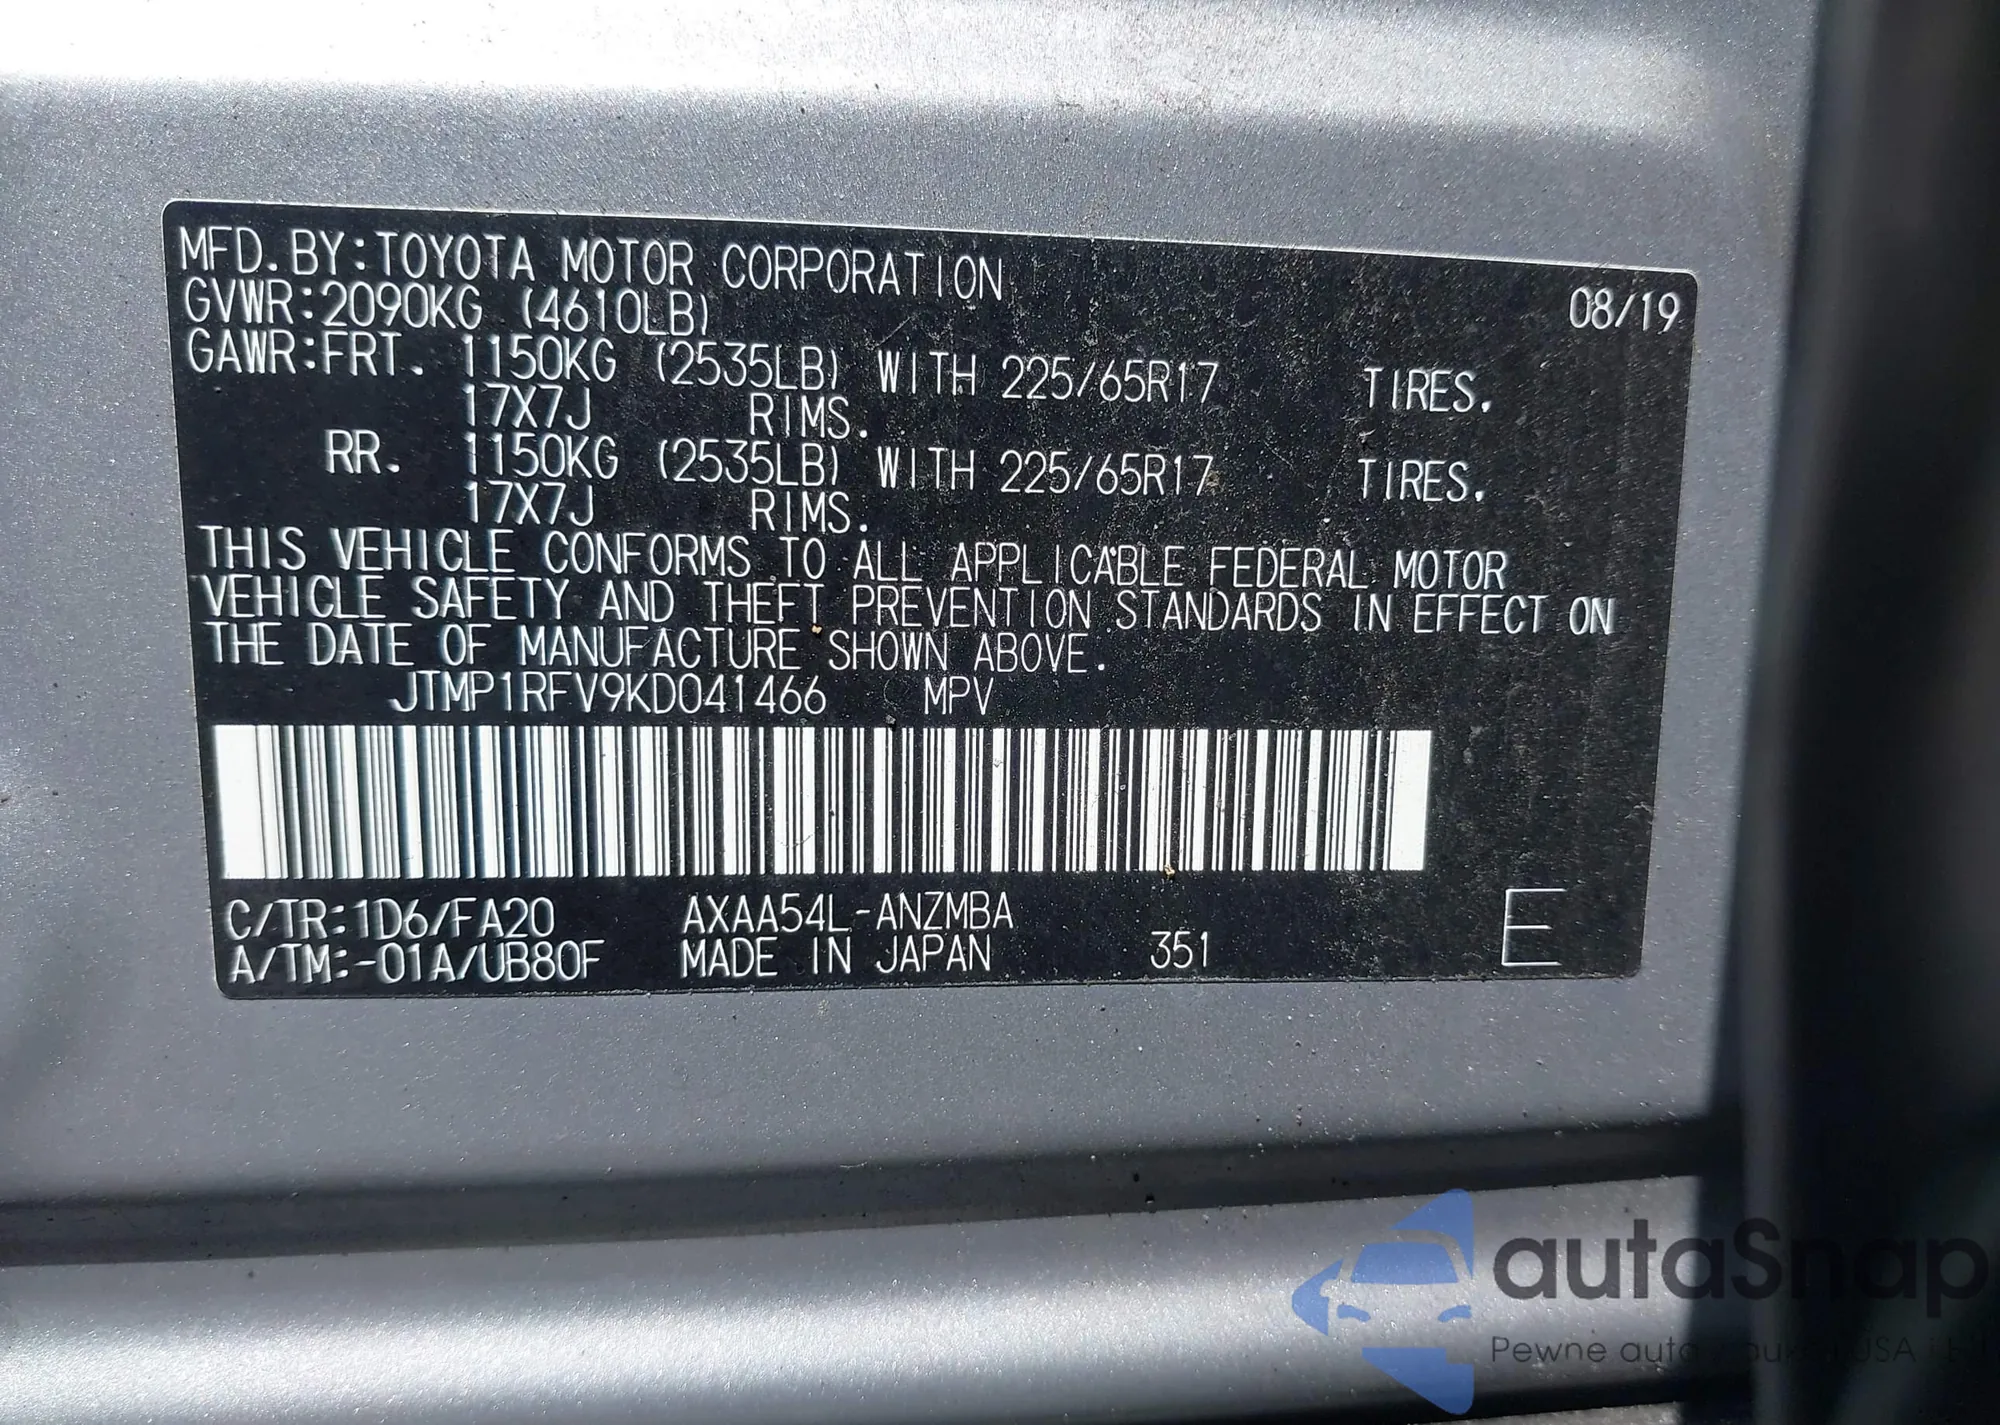 MFD.BY:TOYOTA MOTOR CORPORATION 08/19
GVWR:2090KG (4610LB)
GAWR:FRT. 1150KG (2535LB) WITH 225/65R17 TIRES.
17X7J RIMS.
RR. 1150KG (2535LB) WITH 225/65R17 TIRES.
17X7J RIMS.
THIS VEHICLE CONFORMS TO ALL APPLICABLE FEDERAL MOTOR
VEHICLE SAFETY AND THEFT PREVENTION STANDARDS IN EFFECT ON
THE DATE OF MANUFACTURE SHOWN ABOVE.
JTMP1RFV9KD041466 MPV
C/TR:1D6/FA20 AXAA54L-ANZMBA
A/TM:-01A/UB80F MADE IN JAPAN 351 E
autaSnap
Pewne auta USA i